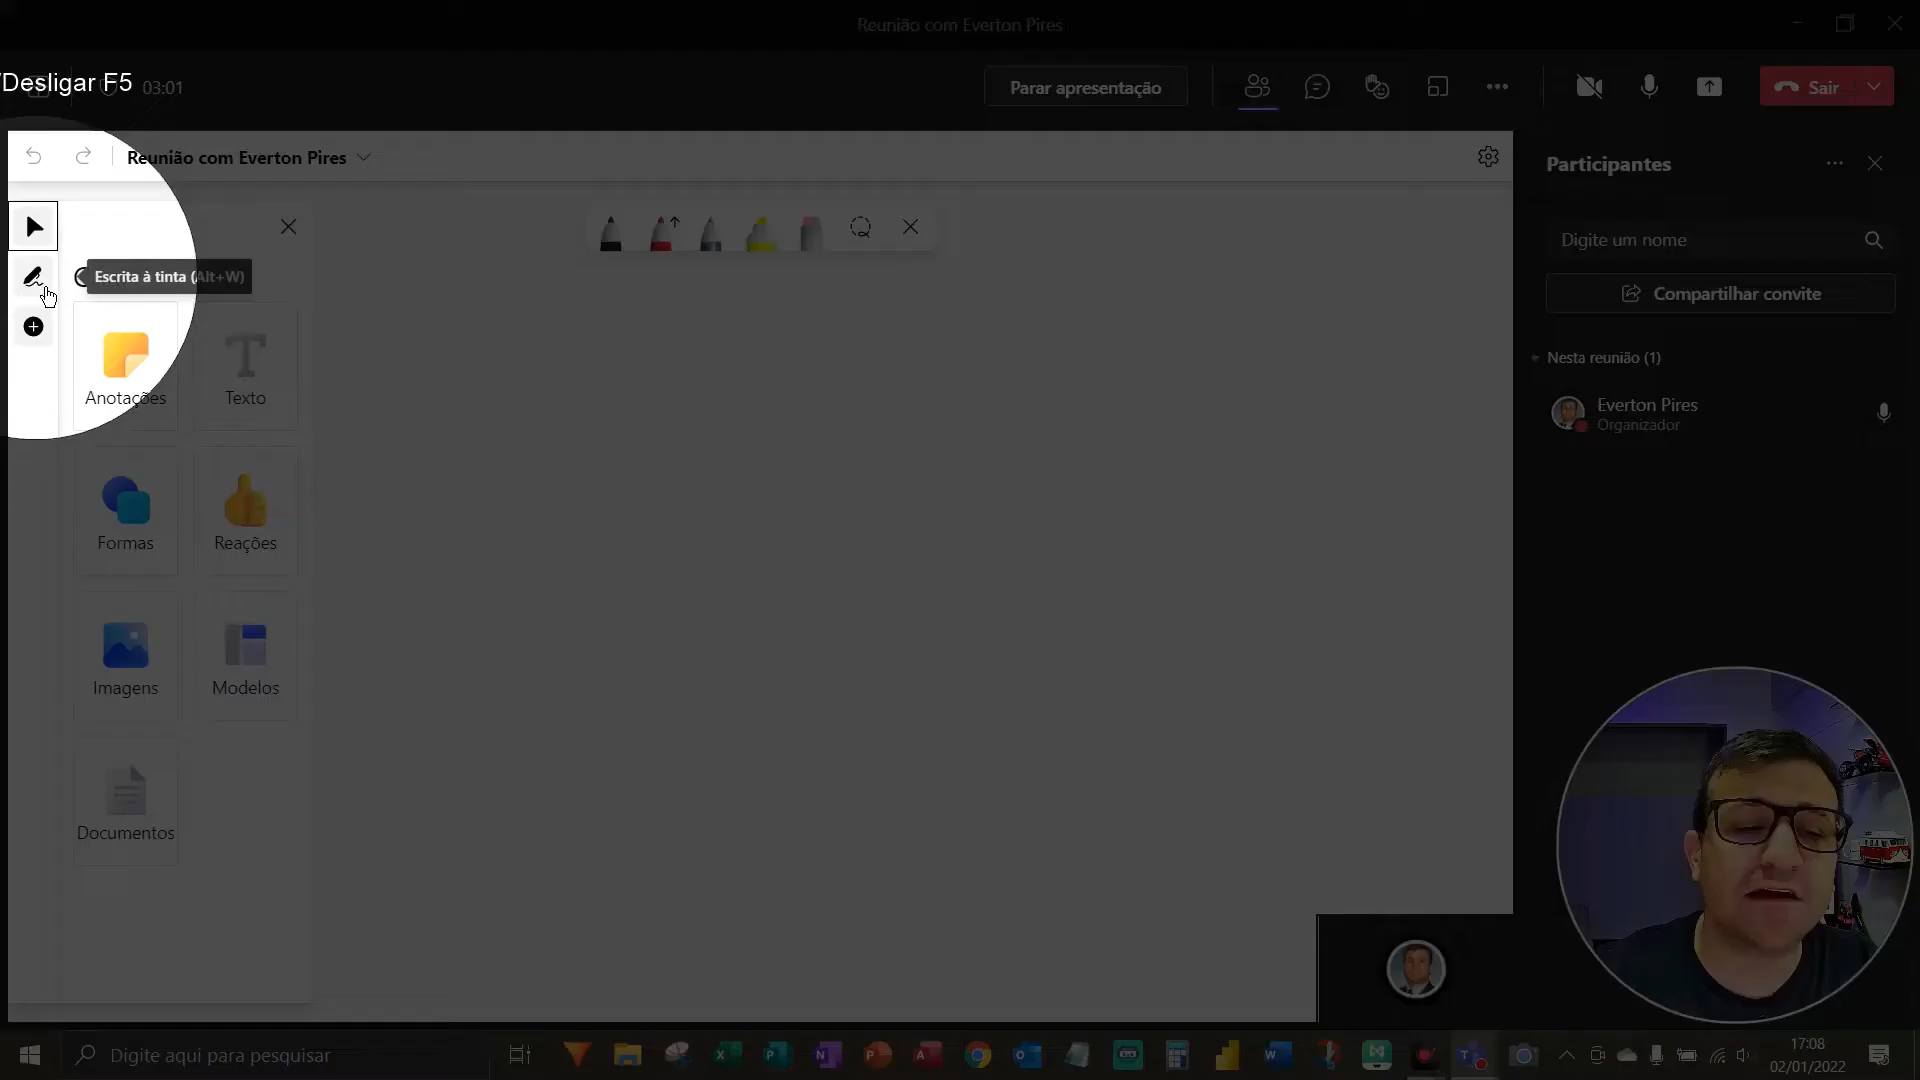 Reunião com Everton Pires
/Desligar F5
03:01
Parar apresentação
Sair
Reunião com Everton Pires
Participantes
Escrita à tinta (Alt+W)
Digite um nome
Compartilhar convite
Anotações
Texto
Nesta reunião (1)
Everton Pires
Organizador
Formas
Reações
Imagens
Modelos
Documentos
Digite aqui para pesquisar
17:08
02/01/2022